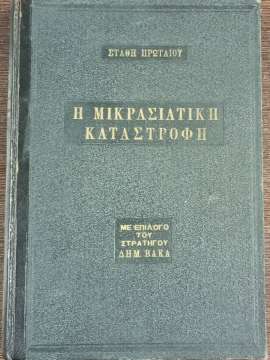 ΣΤΑΘΗ ΠΡΩΤΑΙΟΥ
Η ΜΙΚΡΑΣΙΑΤΙΚΗ
ΚΑΤΑΣΤΡΟΦΗ
ΜΕ ΕΠΙΛΟΓΟ
ΤΟΥ
ΣΤΡΑΤΗΓΟΥ
ΔΗΜ. ΒΑΚΑ